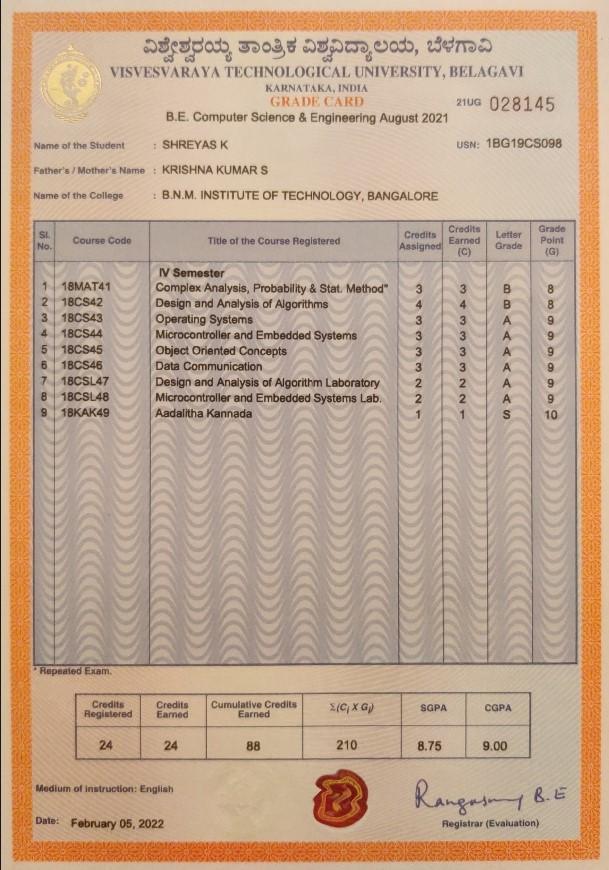 ವಿಶ್ವೇಶ್ವರಯ್ಯ ತಾಂತ್ರಿಕ ವಿಶ್ವವಿದ್ಯಾಲಯ, ಬೆಳಗಾವಿ
VISVESVARAYA TECHNOLOGICAL UNIVERSITY, BELAGAVI
KARNATAKA, INDIA
GRADE CARD 21UG 028145
B.E. Computer Science & Engineering August 2021
Name of the Student : SHREYAS K USN: 1BG19CS098
Father's / Mother's Name : KRISHNA KUMAR S
Name of the College : B.N.M. INSTITUTE OF TECHNOLOGY, BANGALORE
Sl. No. Course Code Title of the Course Registered Credits Assigned Credits Earned (C) Letter Grade Grade Point (G)
IV Semester
1 18MAT41 Complex Analysis, Probability & Stat. Method* 3 3 B 8
2 18CS42 Design and Analysis of Algorithms 4 4 B 8
3 18CS43 Operating Systems 3 3 A 9
4 18CS44 Microcontroller and Embedded Systems 3 3 A 9
5 18CS45 Object Oriented Concepts 3 3 A 9
6 18CS46 Data Communication 3 3 A 9
7 18CSL47 Design and Analysis of Algorithm Laboratory 2 2 A 9
8 18CSL48 Microcontroller and Embedded Systems Lab. 2 2 A 9
9 18KAK49 Aadalitha Kannada 1 1 S 10
* Repeated Exam.
Credits Registered Credits Earned Cumulative Credits Earned Σ(Ci X Gi) SGPA CGPA
24 24 88 210 8.75 9.00
Medium of instruction: English
Rangaswamy B.E
Date: February 05, 2022 Registrar (Evaluation)